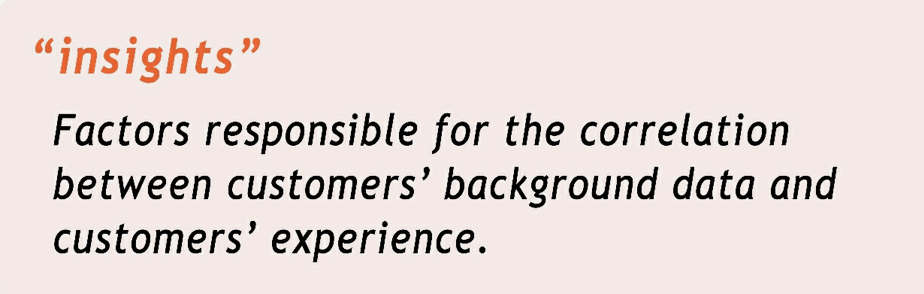 “insights”
Factors responsible for the correlation
between customers’ background data and
customers’ experience.